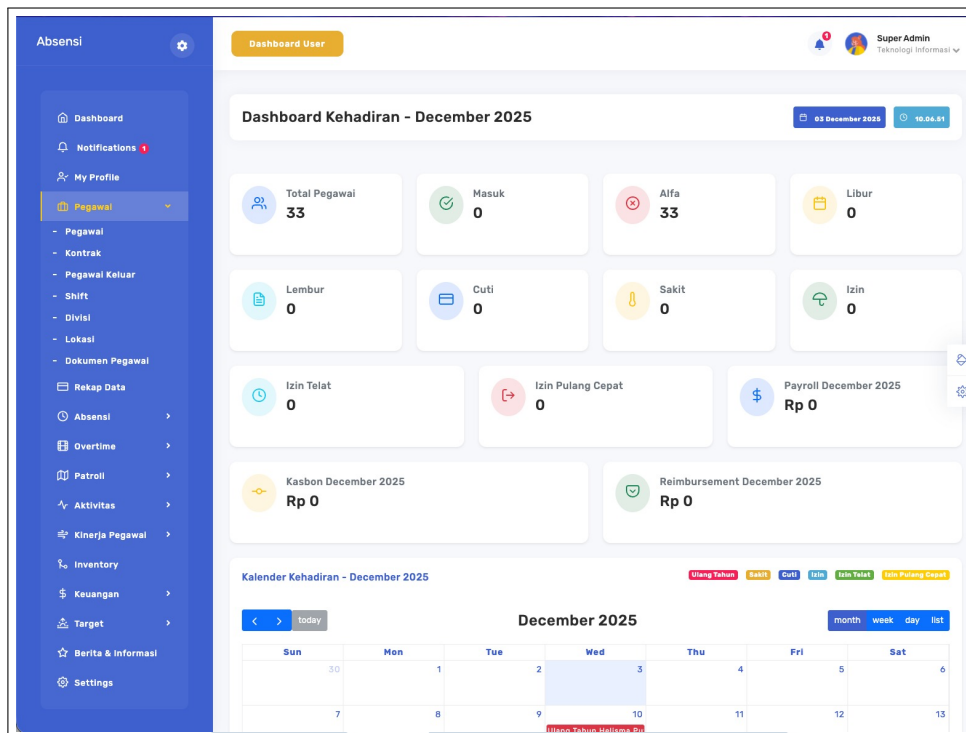 Absensi
Dashboard User
1
Super Admin
Teknologi Informasi
Dashboard
Notifications 1
My Profile
Pegawai
- Pegawai
- Kontrak
- Pegawai Keluar
- Shift
- Divisi
- Lokasi
- Dokumen Pegawai
Rekap Data
Absensi
Overtime
Patroli
Aktivitas
Kinerja Pegawai
Inventory
Keuangan
Target
Berita & Informasi
Settings
Dashboard Kehadiran - December 2025
03 December 2025
10.06.51
Total Pegawai
33
Masuk
0
Alfa
33
Libur
0
Lembur
0
Cuti
0
Sakit
0
Izin
0
Izin Telat
0
Izin Pulang Cepat
0
Payroll December 2025
Rp 0
Kasbon December 2025
Rp 0
Reimbursement December 2025
Rp 0
Kalender Kehadiran - December 2025
Ulang Tahun Sakit Cuti Izin Izin Telat Izin Pulang Cepat
today
December 2025
month week day list
Sun Mon Tue Wed Thu Fri Sat
30 1 2 3 4 5 6
7 8 9 10 11 12 13
Ulang Tahun Helisma Pu